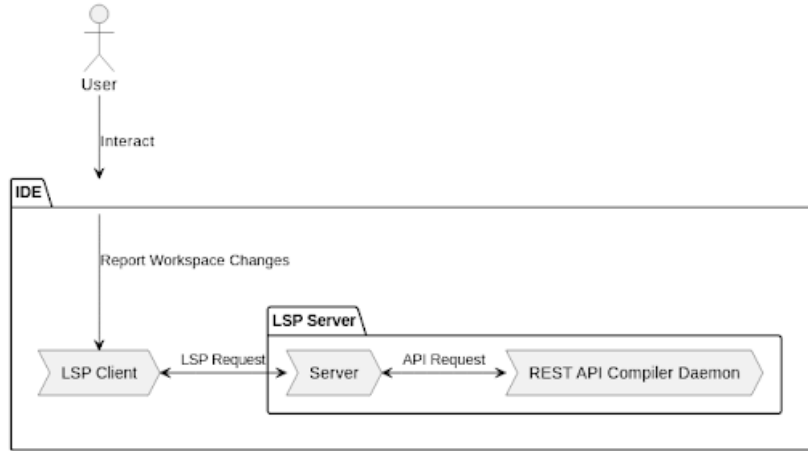 User
Interact
IDE
Report Workspace Changes
LSP Server
LSP Client
LSP Request
Server
API Request
REST API Compiler Daemon